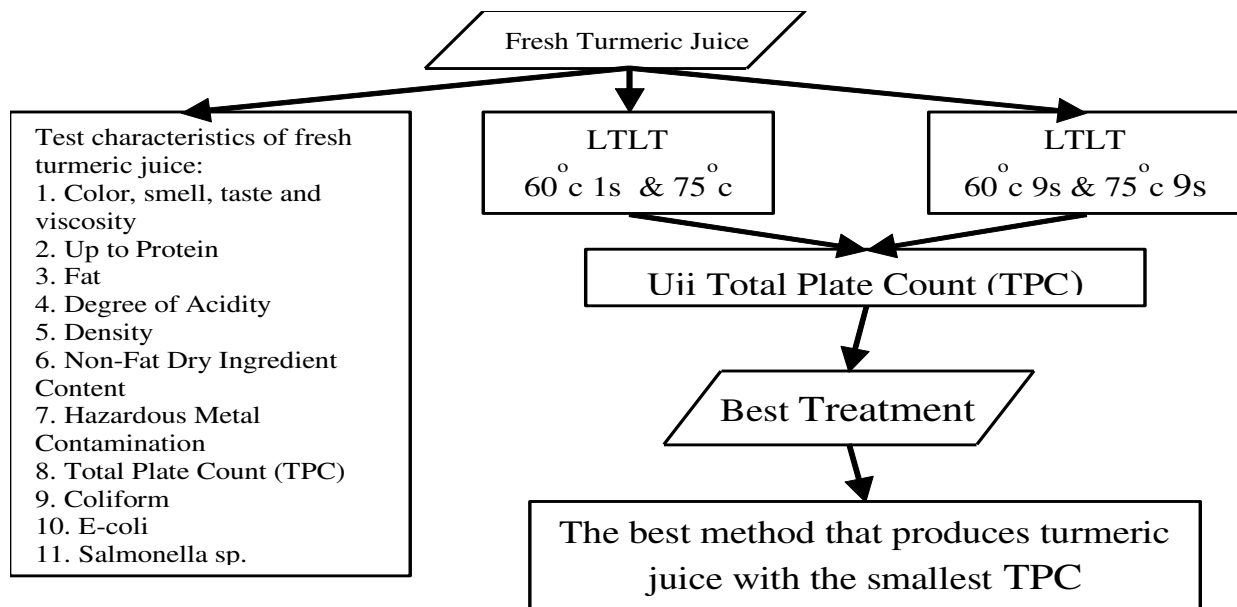 Fresh Turmeric Juice
Test characteristics of fresh
turmeric juice:
1. Color, smell, taste and
viscosity
2. Up to Protein
3. Fat
4. Degree of Acidity
5. Density
6. Non-Fat Dry Ingredient
Content
7. Hazardous Metal
Contamination
8. Total Plate Count (TPC)
9. Coliform
10. E-coli
11. Salmonella sp.
LTLT
60°c 1s & 75°c
LTLT
60°c 9s & 75°c 9s
Uji Total Plate Count (TPC)
Best Treatment
The best method that produces turmeric
juice with the smallest TPC